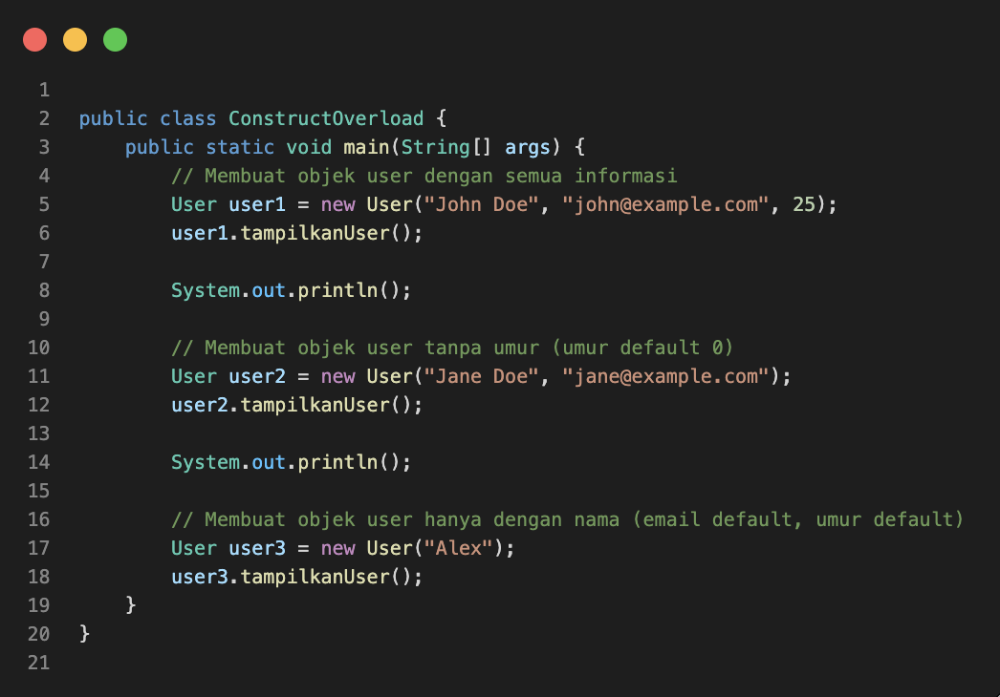 1
2 public class ConstructOverload {
3     public static void main(String[] args) {
4         // Membuat objek user dengan semua informasi
5         User user1 = new User("John Doe", "john@example.com", 25);
6         user1.tampilkanUser();
7
8         System.out.println();
9
10         // Membuat objek user tanpa umur (umur default 0)
11         User user2 = new User("Jane Doe", "jane@example.com");
12         user2.tampilkanUser();
13
14         System.out.println();
15
16         // Membuat objek user hanya dengan nama (email default, umur default)
17         User user3 = new User("Alex");
18         user3.tampilkanUser();
19     }
20 }
21